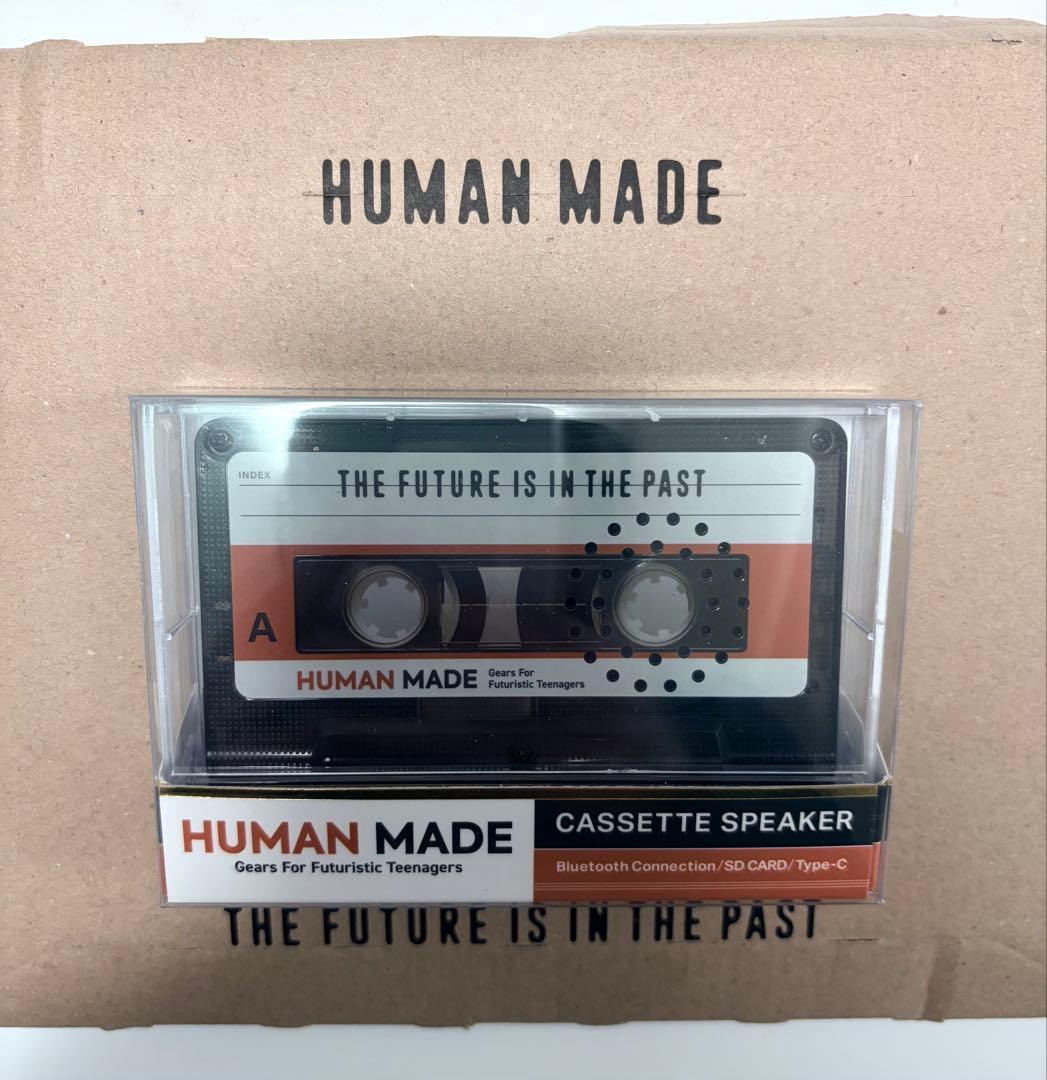 HUMAN MADE
INDEX
THE FUTURE IS IN THE PAST
A
HUMAN MADE
Gears For
Futuristic Teenagers
HUMAN MADE
Gears For Futuristic Teenagers
CASSETTE SPEAKER
Bluetooth Connection/SD CARD/Type-C
THE FUTURE IS IN THE PAST